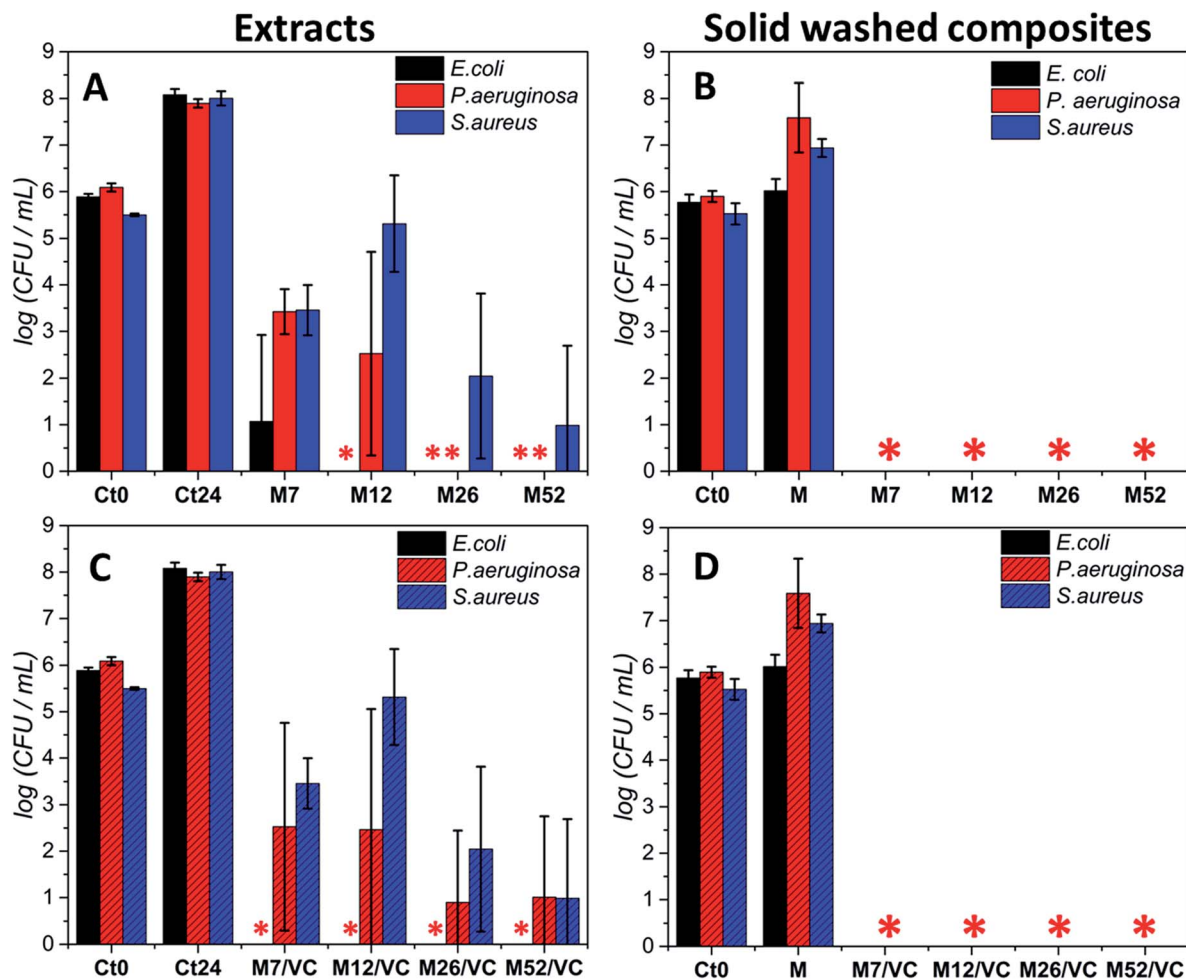 Extracts
Solid washed composites
A
E.coli
P.aeruginosa
S.aureus
log (CFU / mL)
9
8
7
6
5
4
3
2
1
0
* ** **
Ct0 Ct24 M7 M12 M26 M52
B
E. coli
P. aeruginosa
S.aureus
log (CFU / mL)
9
8
7
6
5
4
3
2
1
0
* * * *
Ct0 M M7 M12 M26 M52
C
E.coli
P.aeruginosa
S.aureus
log (CFU / mL)
9
8
7
6
5
4
3
2
1
0
* * * *
Ct0 Ct24 M7/VC M12/VC M26/VC M52/VC
D
E.coli
P.aeruginosa
S.aureus
log (CFU / mL)
9
8
7
6
5
4
3
2
1
0
* * * *
Ct0 M M7/VC M12/VC M26/VC M52/VC